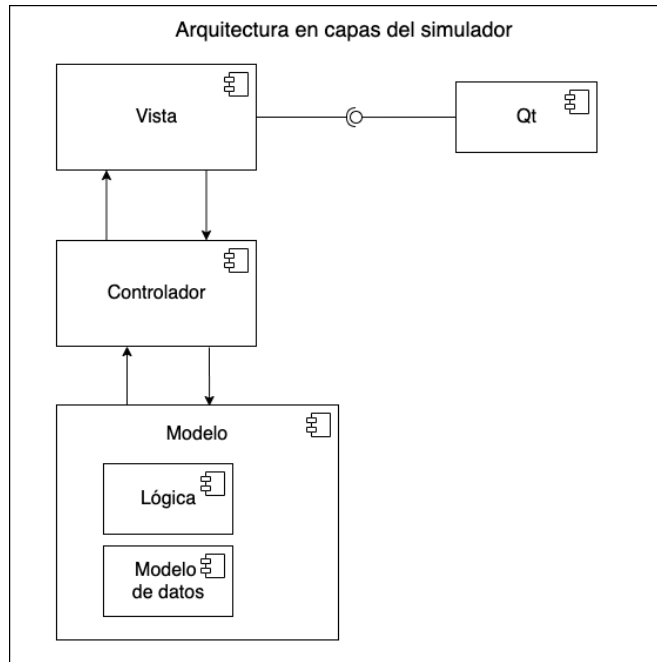 Arquitectura en capas del simulador
Vista
Qt
Controlador
Modelo
Lógica
Modelo
de datos